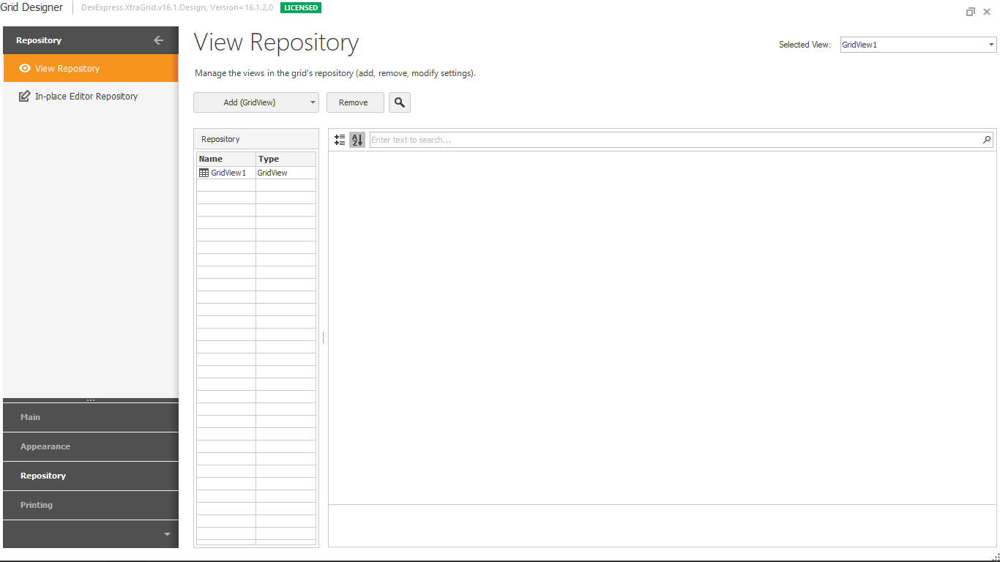 Grid Designer DevExpress.XtraGrid.v16.1.Design, Version=16.1.2.0 LICENSED
Repository
View Repository
In-place Editor Repository
Main
Appearance
Repository
Printing
View Repository
Selected View: GridView1
Manage the views in the grid's repository (add, remove, modify settings).
Add (GridView) Remove
Repository
Name Type
GridView1 GridView
Enter text to search...